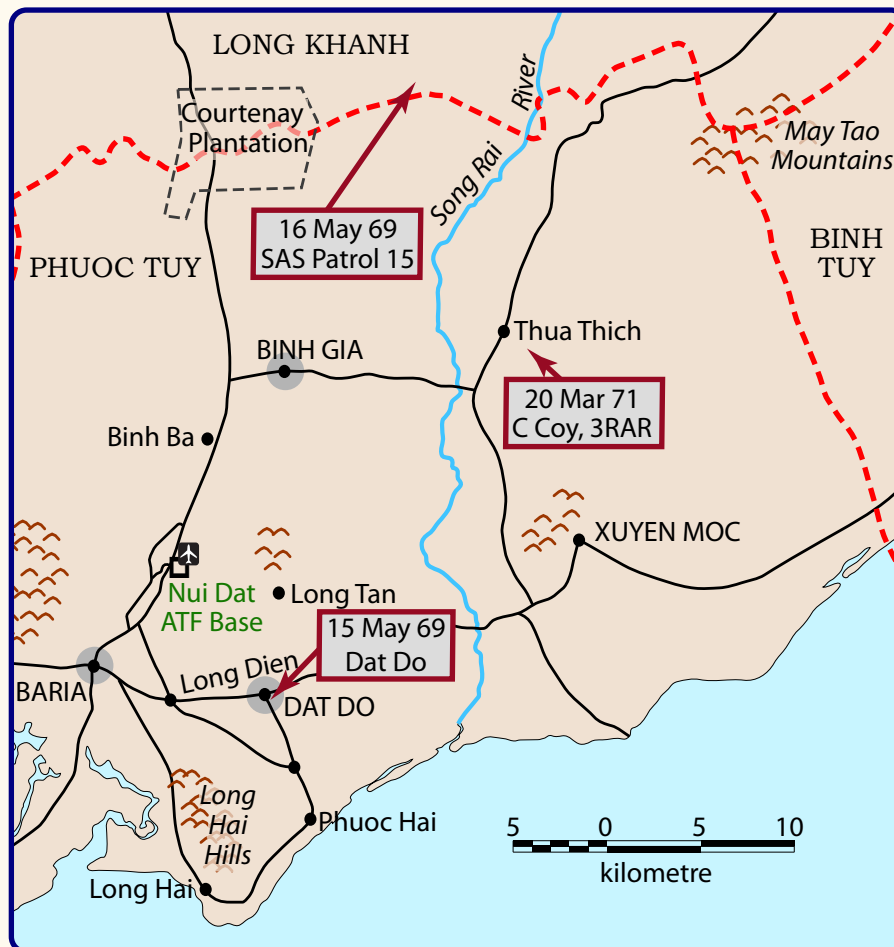 LONG KHANH
River
Courtenay
Plantation
May Tao
Mountains
Song Rai
16 May 69
SAS Patrol 15
PHUOC TUY
BINH
TUY
Thua Thich
BINH GIA
20 Mar 71
C Coy, 3RAR
Binh Ba
XUYEN MOC
Nui Dat
ATF Base
Long Tan
15 May 69
Dat Do
Long Dien
BARIA
DAT DO
Long
Hai
Hills
Phuoc Hai
Long Hai
5 0 5 10
kilometre